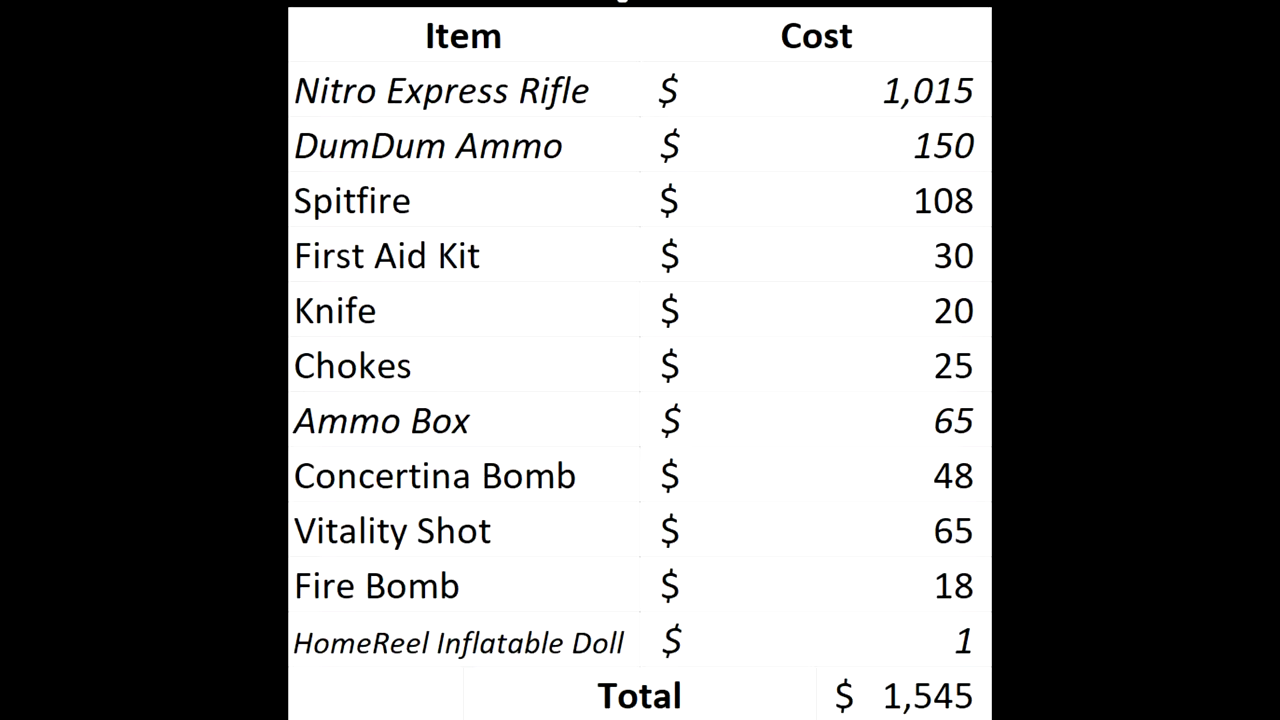 Item Cost
Nitro Express Rifle $ 1,015
DumDum Ammo $ 150
Spitfire $ 108
First Aid Kit $ 30
Knife $ 20
Chokes $ 25
Ammo Box $ 65
Concertina Bomb $ 48
Vitality Shot $ 65
Fire Bomb $ 18
HomeReel Inflatable Doll $ 1
Total $ 1,545